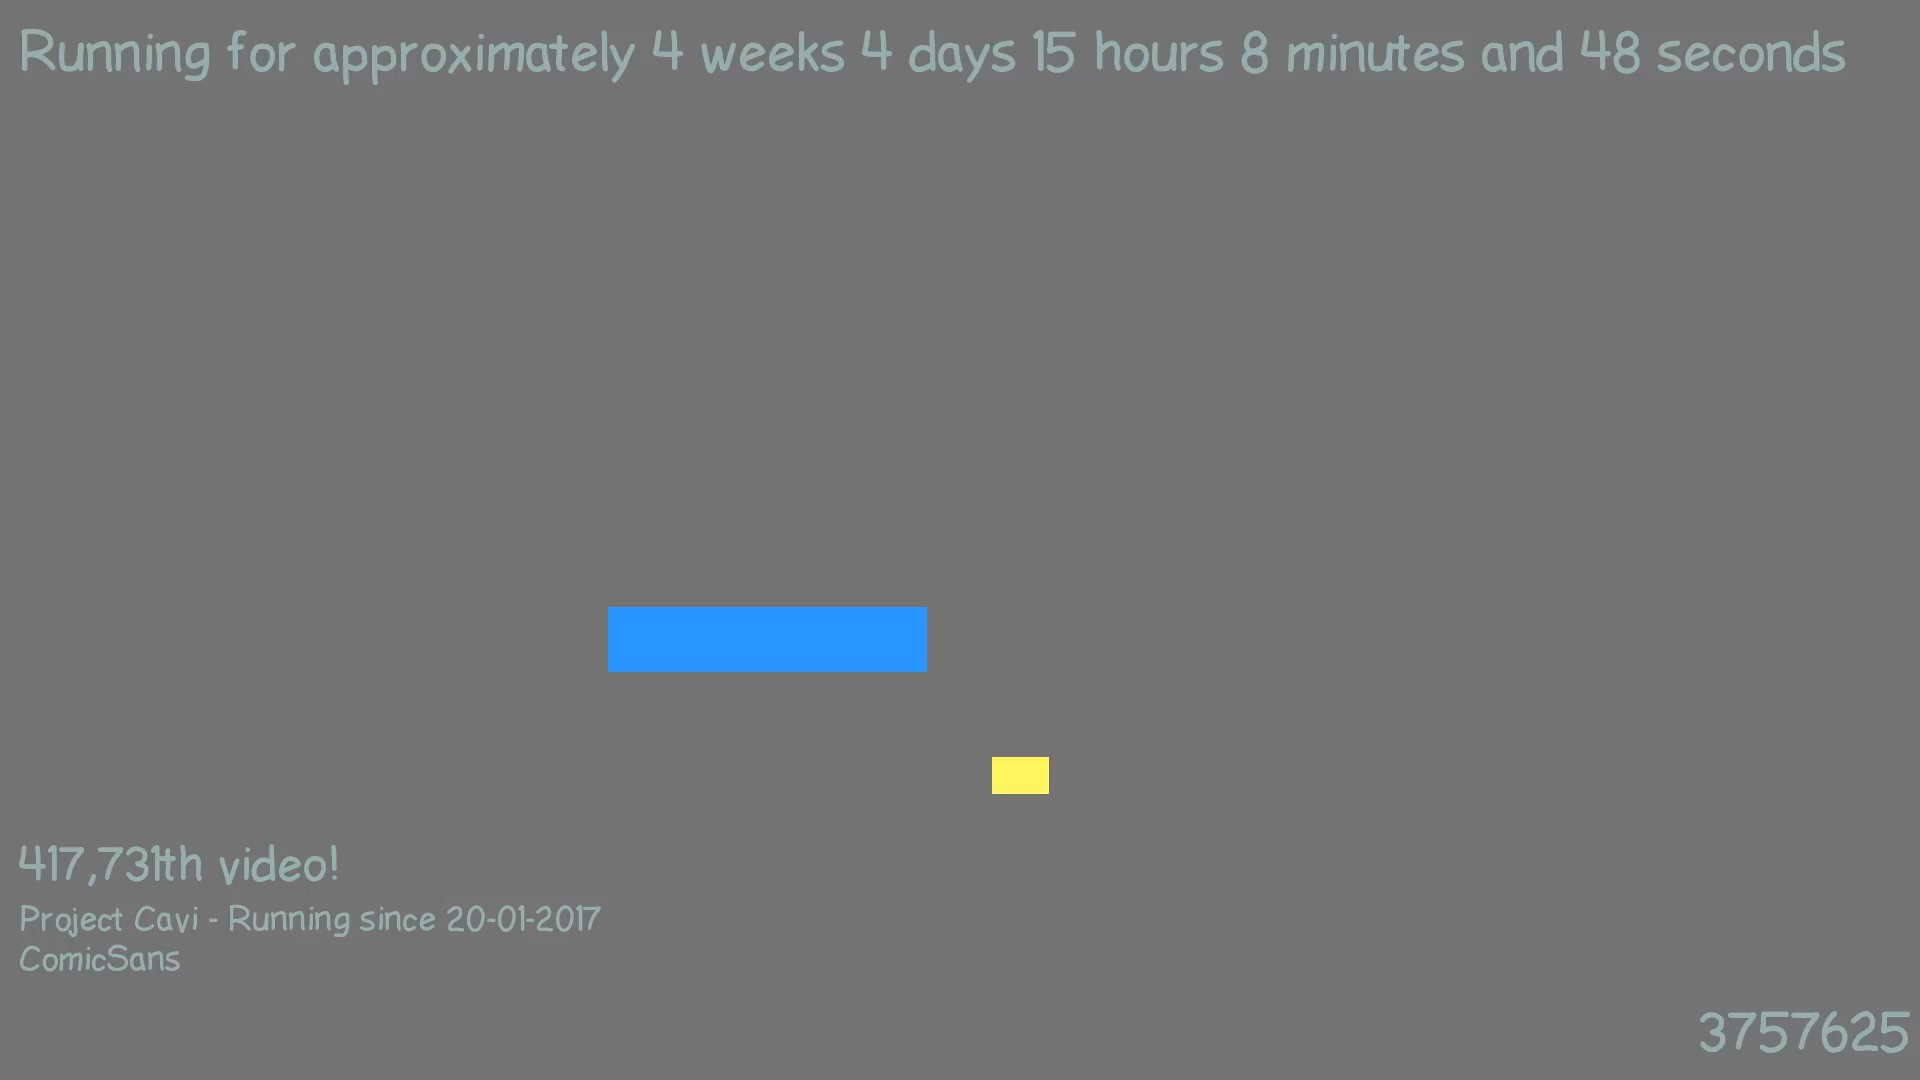 Running for approximately 4 weeks 4 days 15 hours 8 minutes and 48 seconds
417,731th video!
Project Cavi - Running since 20-01-2017
ComicSans
3757625